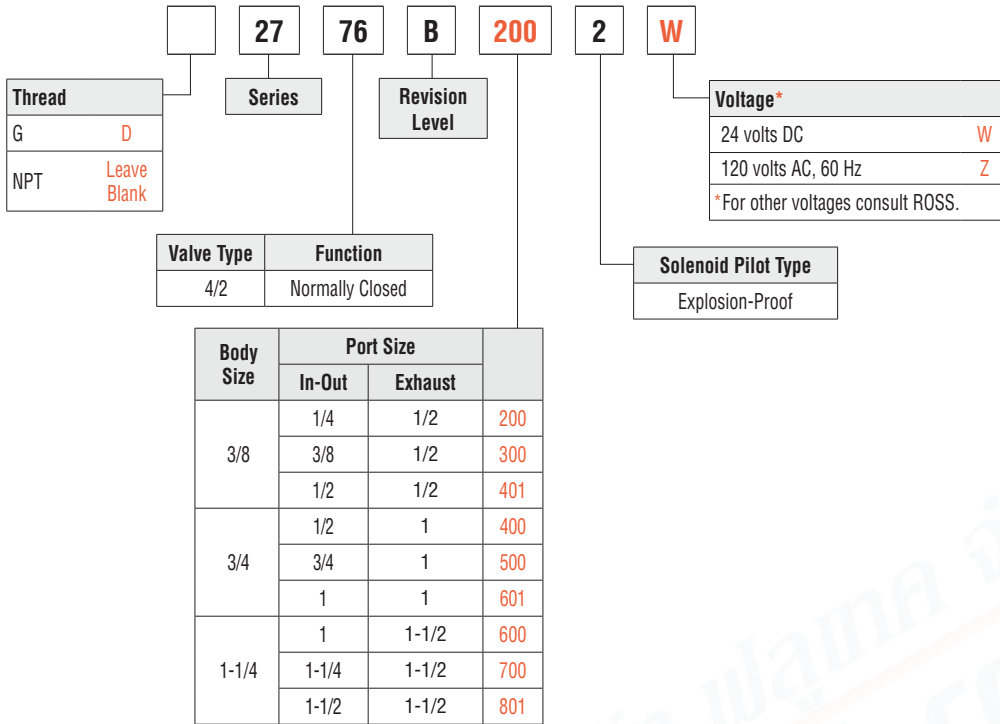 27 76 B 200 2 W
Thread
G D
NPT Leave Blank
Series
Revision
Level
Voltage*
24 volts DC W
120 volts AC, 60 Hz Z
*For other voltages consult ROSS.
Valve Type Function
4/2 Normally Closed
Solenoid Pilot Type
Explosion-Proof
Body Size Port Size
In-Out Exhaust
3/8
1/4 1/2 200
3/8 1/2 300
1/2 1/2 401
3/4
1/2 1 400
3/4 1 500
1 1 601
1-1/4
1 1-1/2 600
1-1/4 1-1/2 700
1-1/2 1-1/2 801